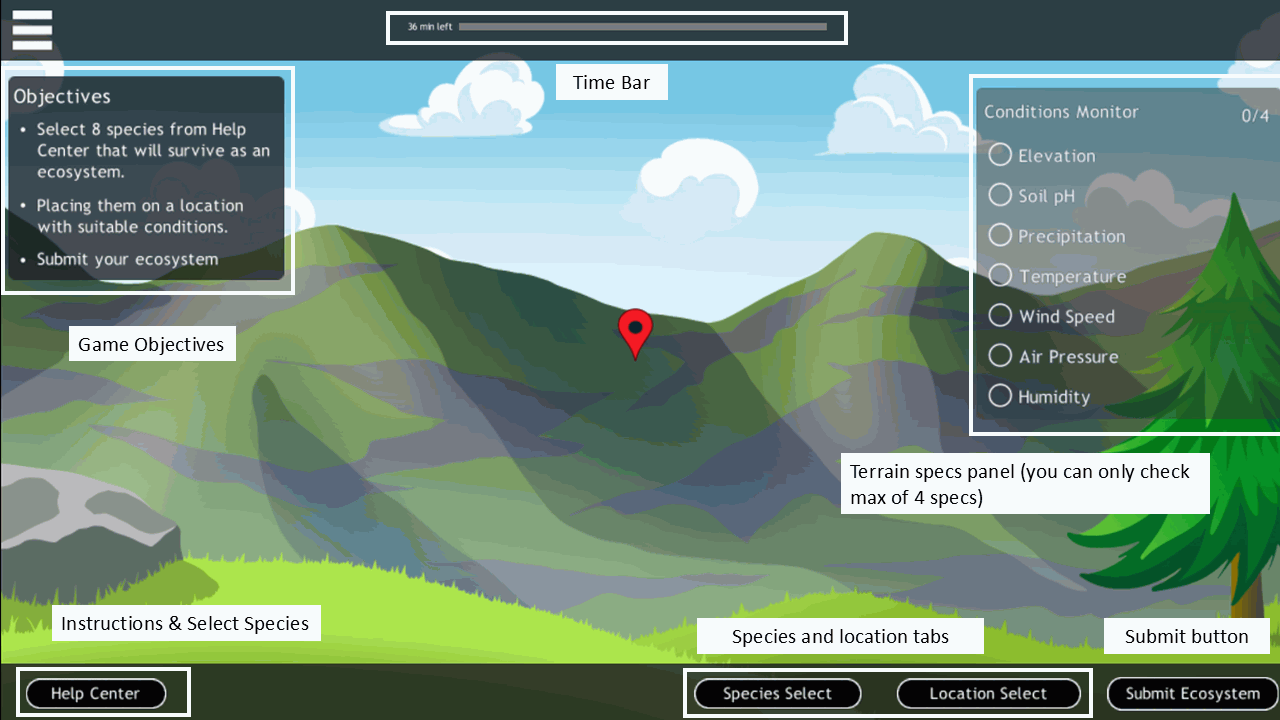 36 min left
Time Bar
Objectives
• Select 8 species from Help
Center that will survive as an
ecosystem.
• Placing them on a location
with suitable conditions.
• Submit your ecosystem
Game Objectives
Conditions Monitor
0/4
Elevation
Soil pH
Precipitation
Temperature
Wind Speed
Air Pressure
Humidity
Terrain specs panel (you can only check
max of 4 specs)
Instructions & Select Species
Species and location tabs
Submit button
Help Center
Species Select
Location Select
Submit Ecosystem